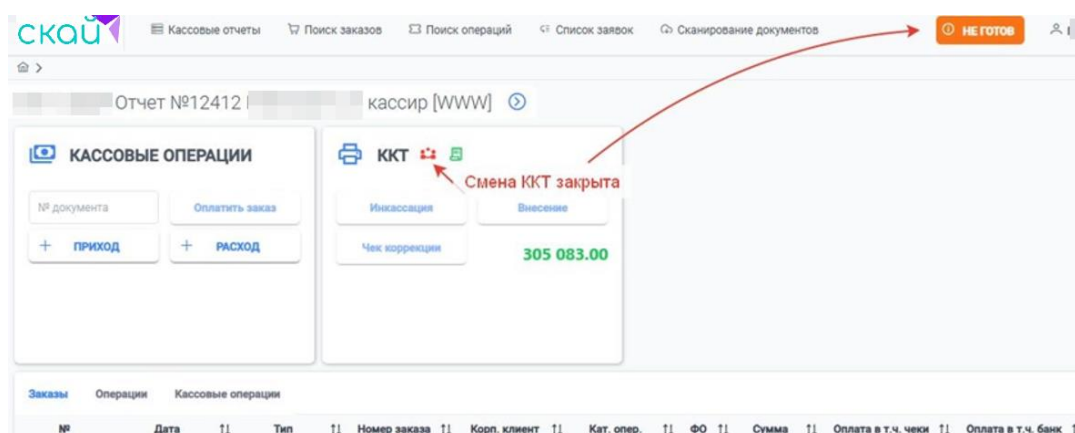 скай
Кассовые отчеты Поиск заказов Поиск операций Список заявок Сканирование документов НЕ ГОТОВ
Отчет №12412 кассир [WWW]
КАССОВЫЕ ОПЕРАЦИИ
ККТ
Смена ККТ закрыта
№ документа Оплатить заказ
Инкассация Внесение
+ ПРИХОД + РАСХОД
Чек коррекции 305 083.00
Заказы Операции Кассовые операции
№ Дата Тип Номер заказа Корп. клиент Кат. опер. ФО Сумма Оплата в т.ч. чеки Оплата в т.ч. банк